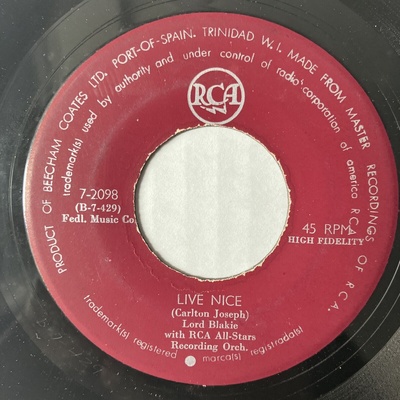 PRODUCT OF BEECHAM COATES LTD. PORT-OF-SPAIN. TRINIDAD W.I. MADE FROM MASTER RECORDINGS OF R.C.A.
trademark(s) used by authority and under control of radio corporation of america RCA
RCA
7-2098
(B-7-429)
Fedl. Music Co
45 RPM
HIGH FIDELITY
LIVE NICE
(Carlton Joseph)
Lord Blakie
with RCA All-Stars
Recording Orch.
trademark(s) registered marca(s) registrada(s)